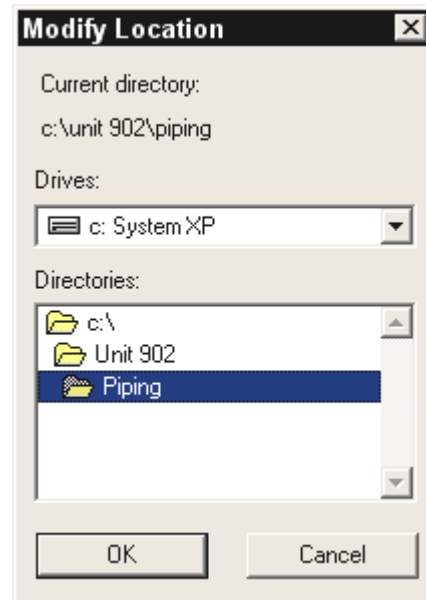 Modify Location
Current directory:
c:\unit 902\piping
Drives:
c: System XP
Directories:
c:\
Unit 902
Piping
OK Cancel